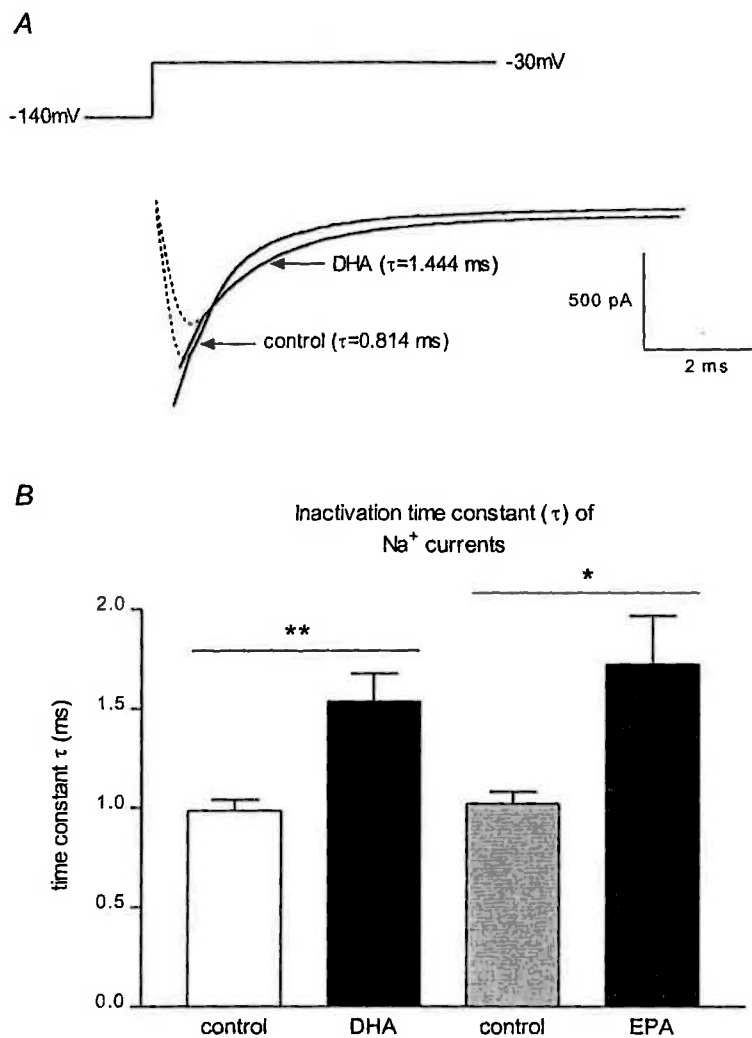 A
-30mV
-140mV
DHA (τ=1.444 ms)
500 pA
control (τ=0.814 ms)
2 ms
B
Inactivation time constant (τ) of
Na⁺ currents
*
**
2.0
1.5
1.0
0.5
0.0
time constant τ (ms)
control
DHA
control
EPA